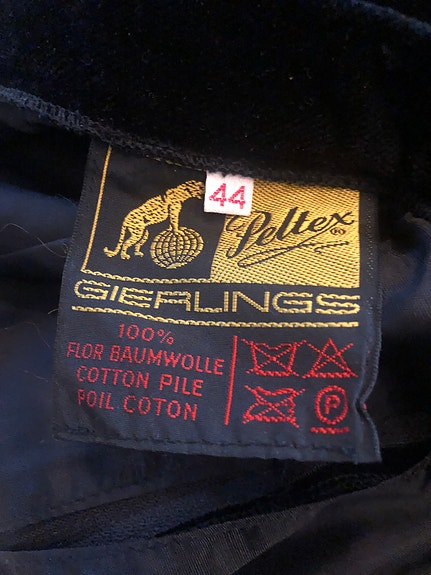 44
Peltex ®
GIERLINGS
100%
FLOR BAUMWOLLE
COTTON PILE
POIL COTON
P